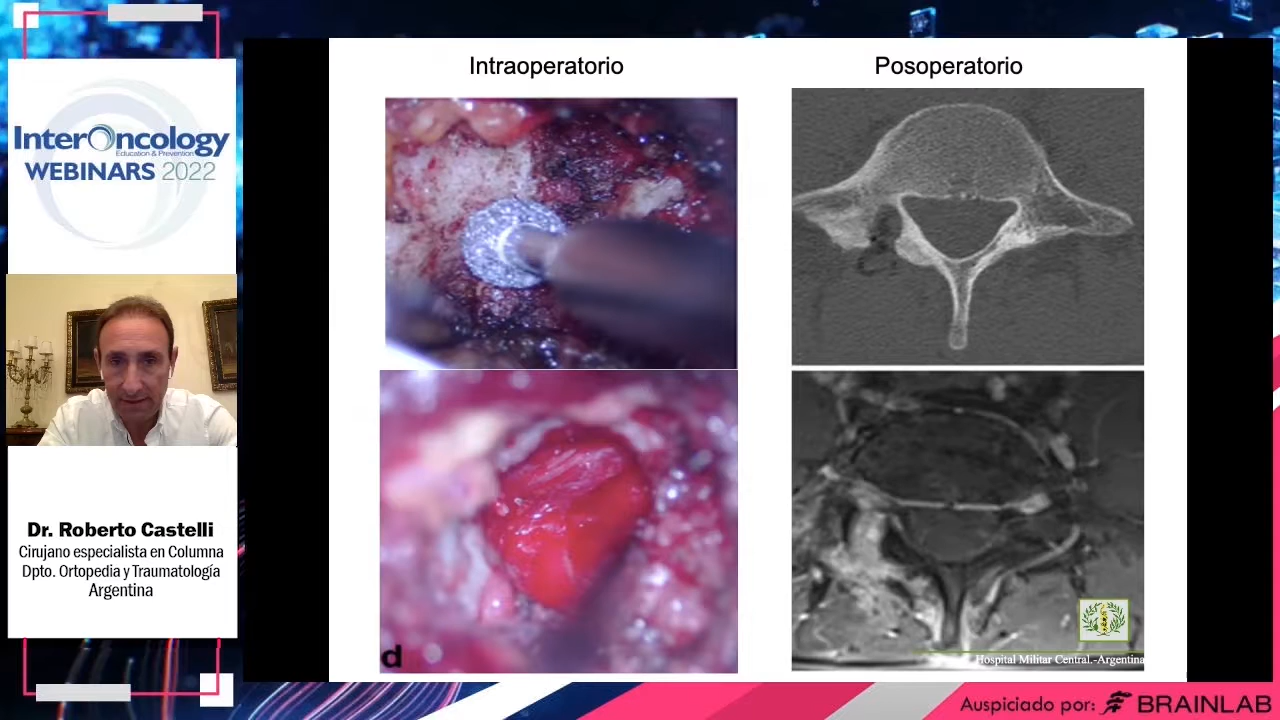 Intraoperatorio
Posoperatorio
InterOncology
Education & Prevention
WEBINARS 2022
Dr. Roberto Castelli
Cirujano especialista en Columna
Dpto. Ortopedia y Traumatología
Argentina
d
Hospital Militar Central.-Argentina
Auspiciado por: BRAINLAB